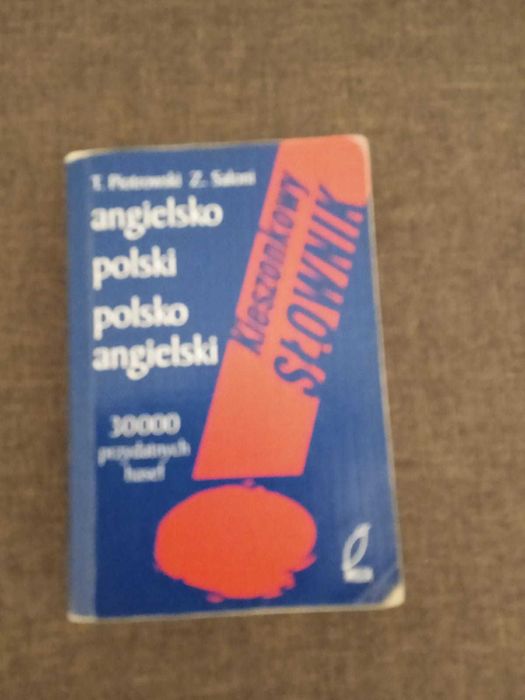 T. Piotrowski Z. Saloni
angielsko
polski
polsko
angielski
Kieszonkowy
SŁOWNIK
30000
przydatnych
haseł